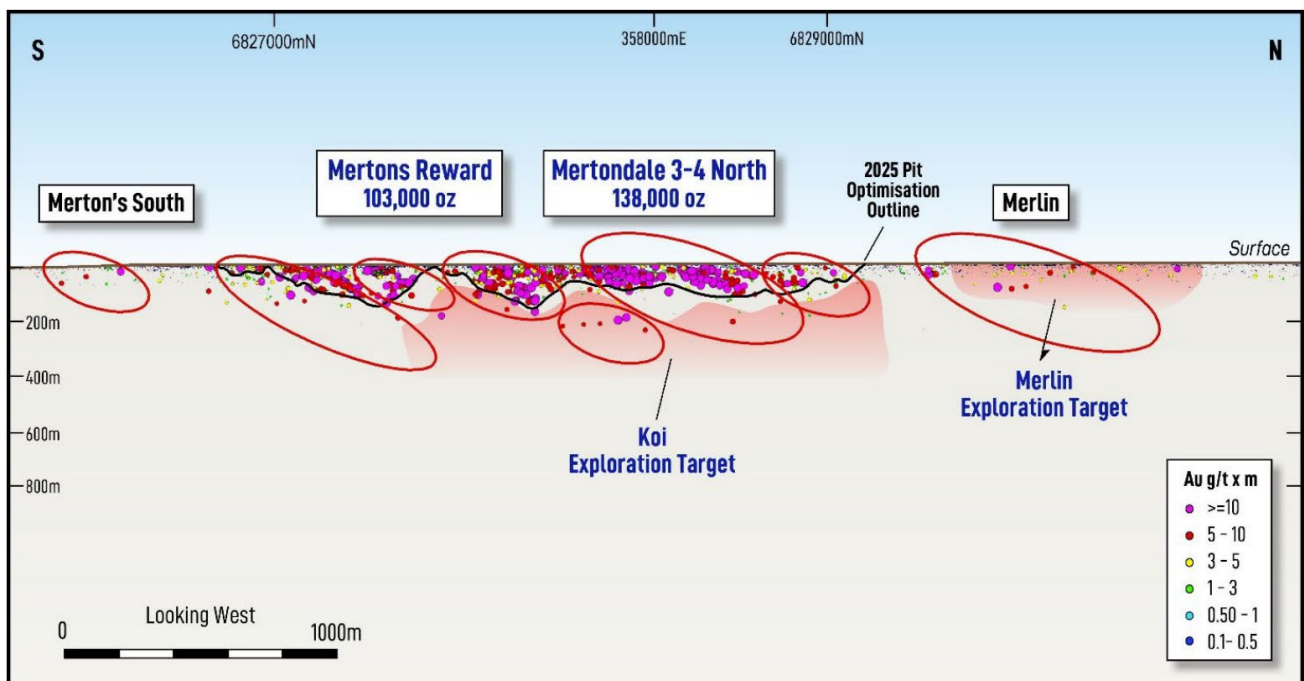 S
6827000mN
358000mE
6829000mN
N
Merton's South
Mertons Reward
103,000 oz
Mertondale 3-4 North
138,000 oz
2025 Pit
Optimisation
Outline
Merlin
Surface
200m
400m
600m
800m
200m
400m
Koi
Exploration Target
Merlin
Exploration Target
Looking West
0
1000m
Au g/t x m
>=10
5 - 10
3 - 5
1 - 3
0.50 - 1
0.1- 0.5